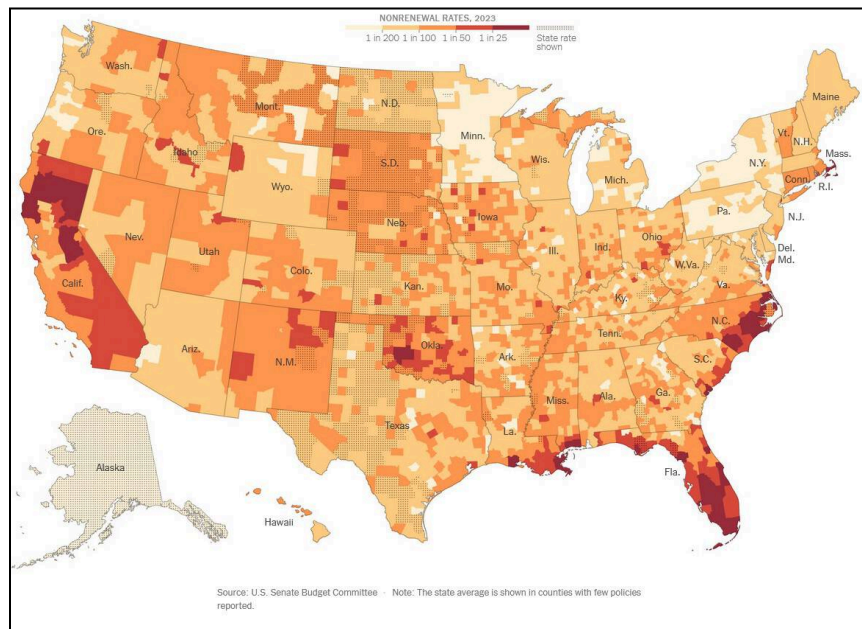 NONRENEWAL RATES, 2023
1 in 200 1 in 100 1 in 50 1 in 25
State rate
shown
Wash.
Mont.
N.D.
Minn.
Maine
Ore.
Idaho
Wyo.
S.D.
Wis.
Mich.
Vt.
N.H.
N.Y.
Mass.
Conn.
R.I.
Nev.
Utah
Colo.
Neb.
Iowa
Ill.
Ind.
Ohio
Pa.
N.J.
Del.
Md.
W.Va.
Va.
Calif.
Kan.
Mo.
Ky.
Ariz.
N.M.
Okla.
Ark.
Tenn.
N.C.
S.C.
Texas
La.
Miss.
Ala.
Ga.
Fla.
Alaska
Hawaii
Source: U.S. Senate Budget Committee · Note: The state average is shown in counties with few policies
reported.